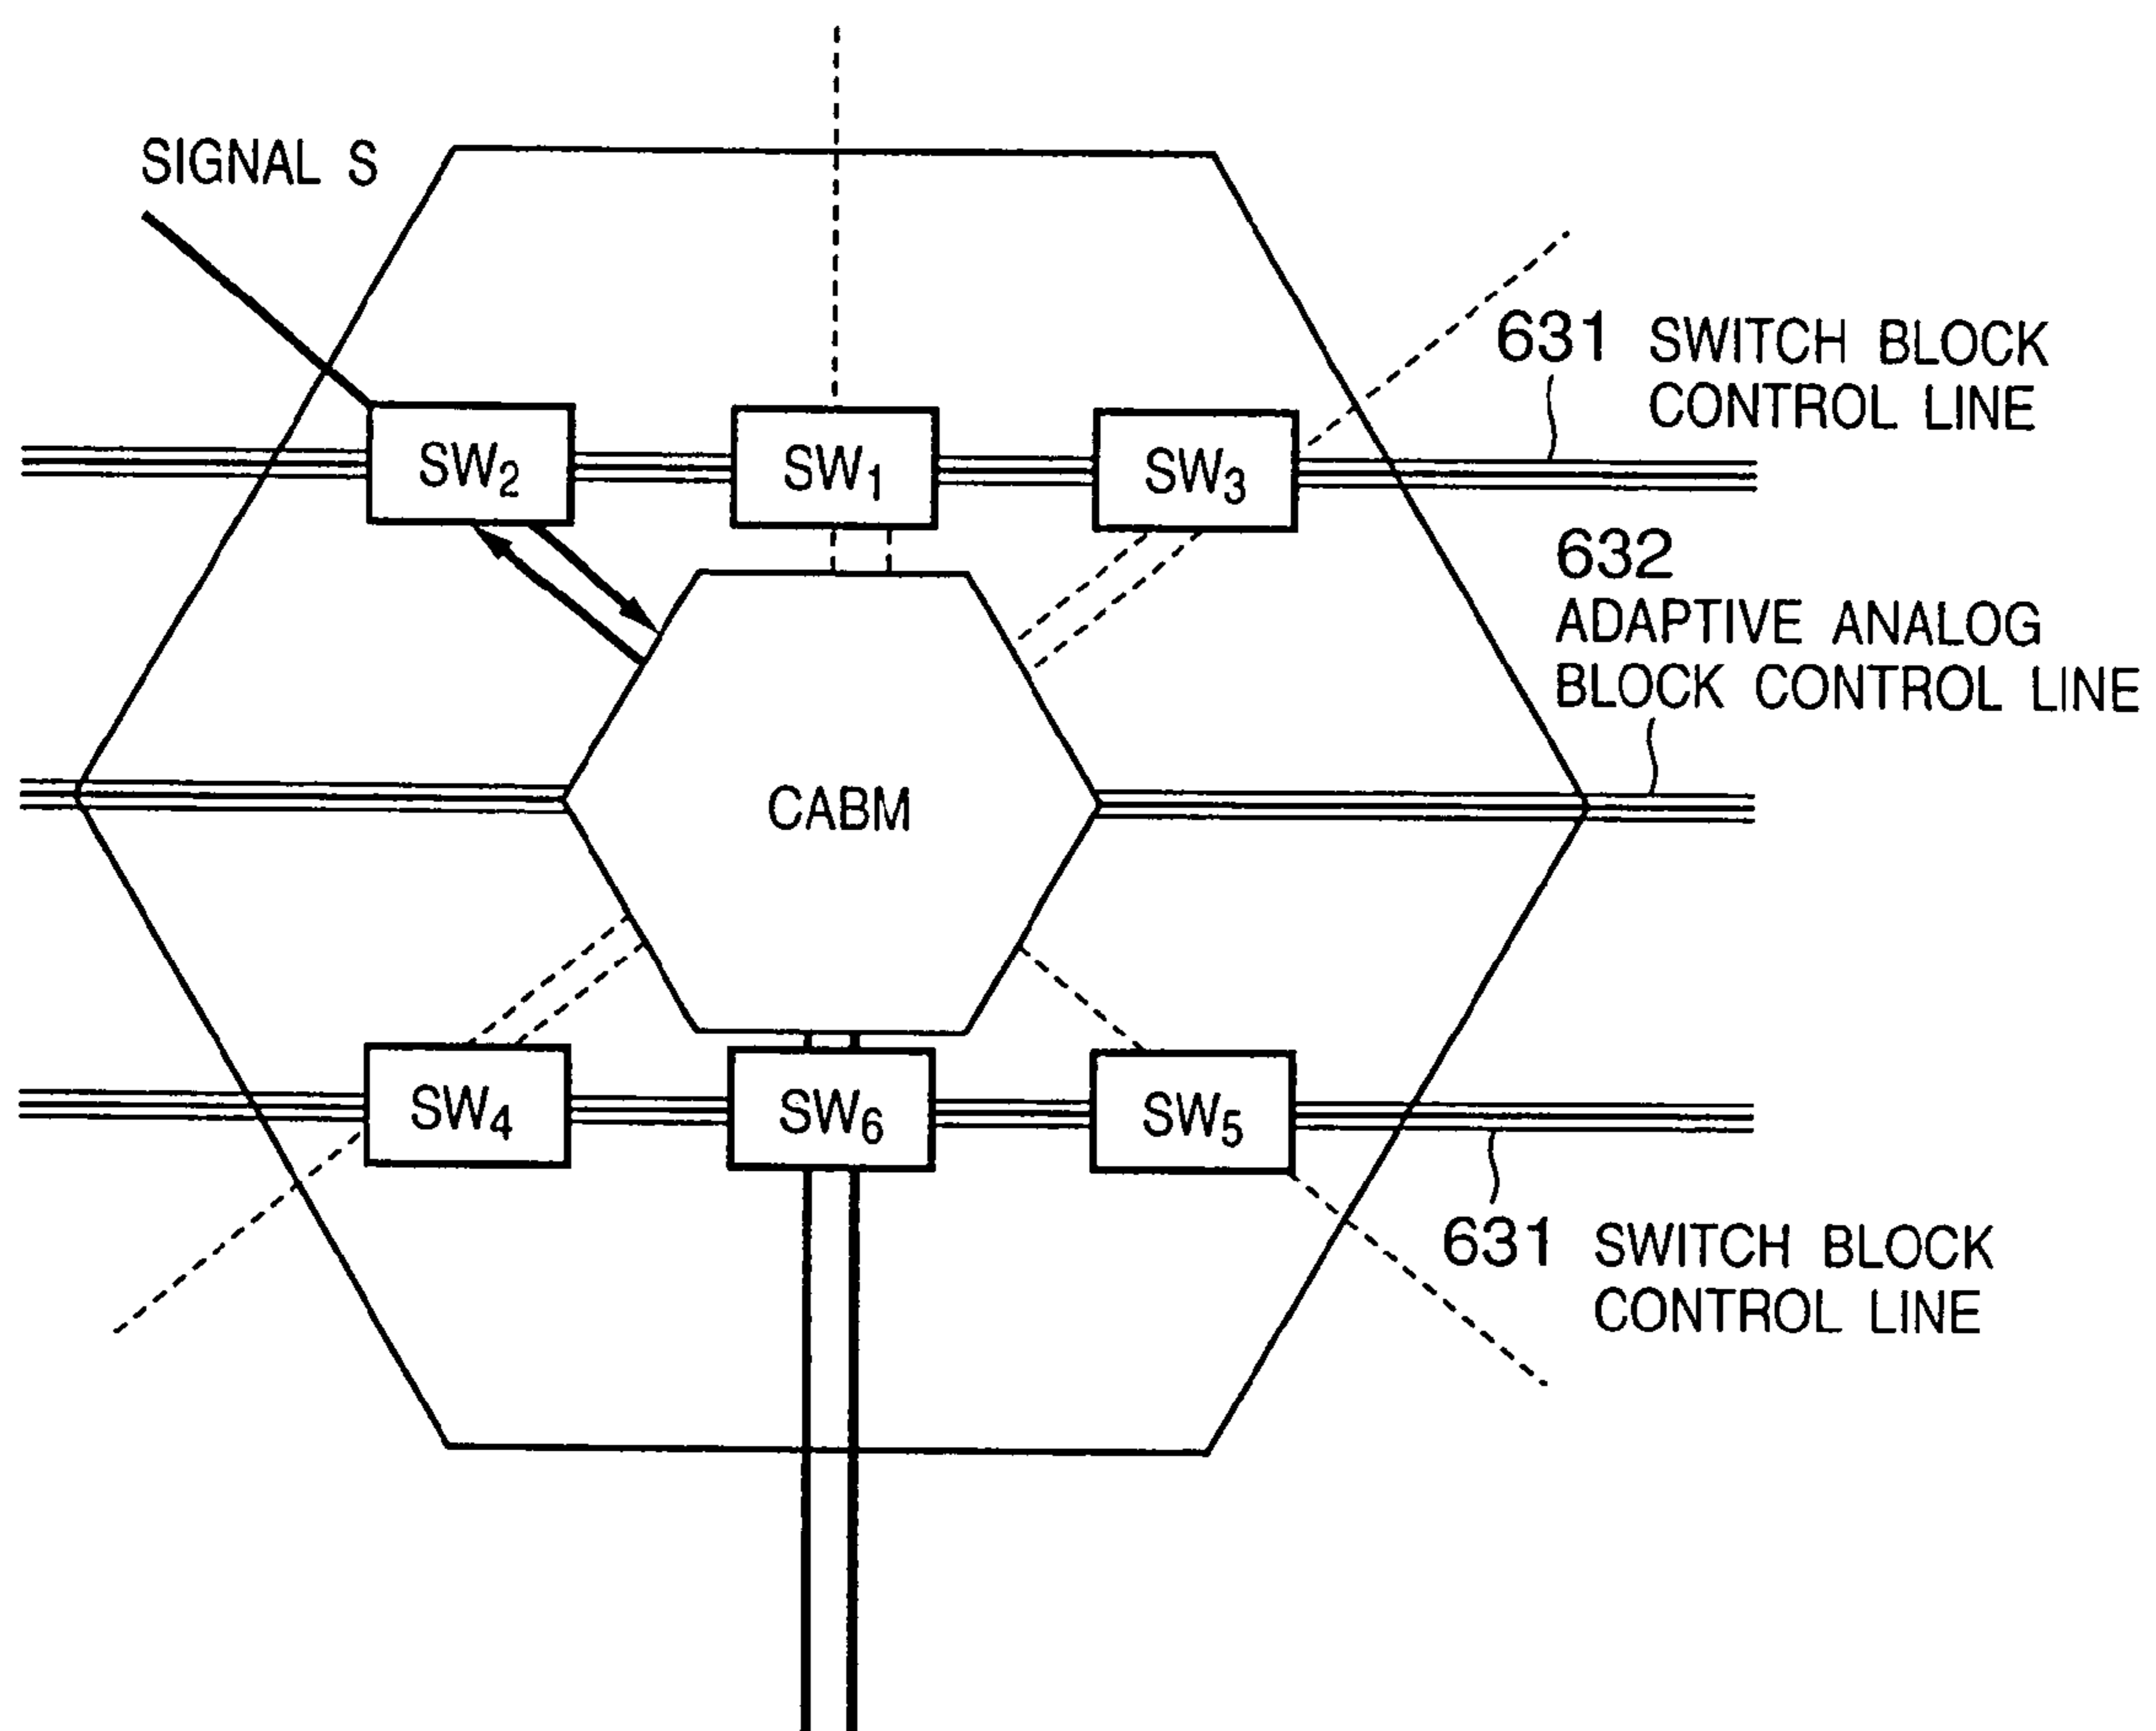 SIGNAL S
631 SWITCH BLOCK
CONTROL LINE
SW2
SW1
SW3
632
ADAPTIVE ANALOG
BLOCK CONTROL LINE
CABM
SW4
SW6
SW5
631 SWITCH BLOCK
CONTROL LINE